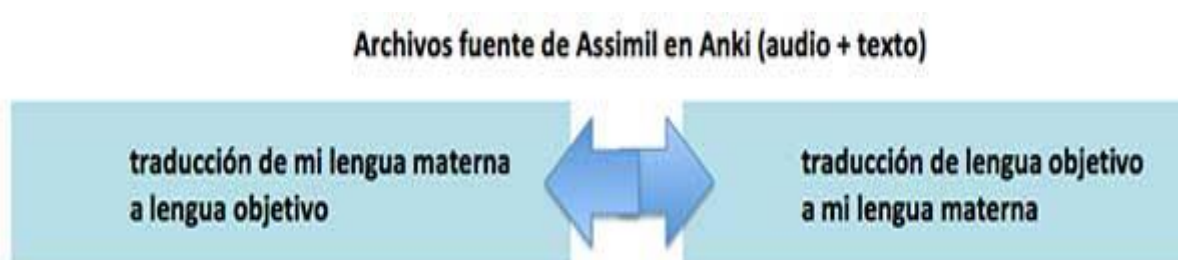 Archivos fuente de Assimil en Anki (audio + texto)
traducción de mi lengua materna
a lengua objetivo
traducción de lengua objetivo
a mi lengua materna